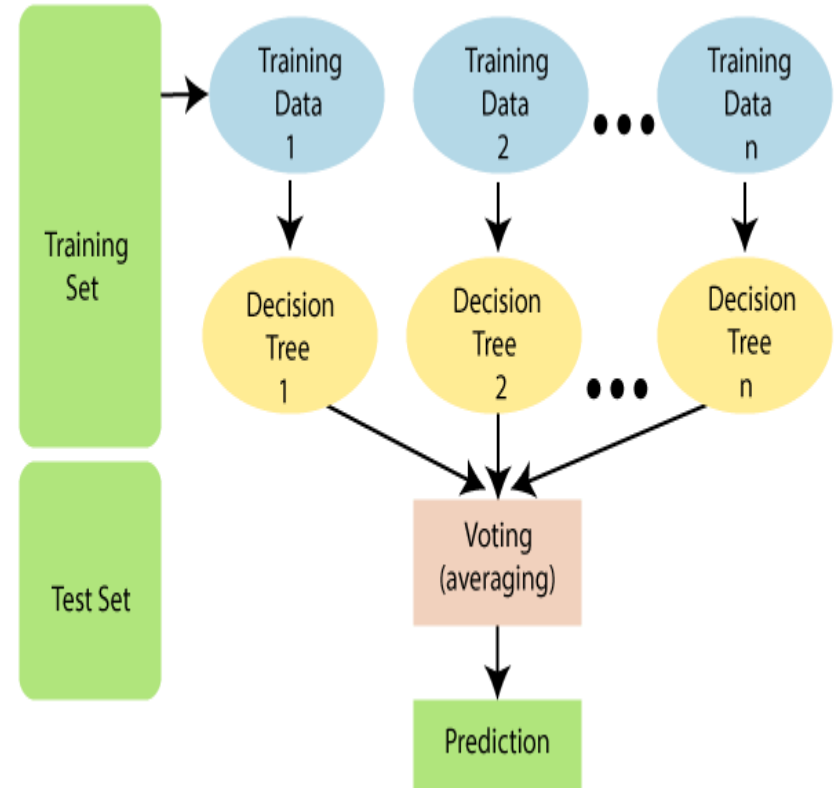 Training
Set
Test Set
Training
Data
1
Training
Data
2
Training
Data
n
Decision
Tree
1
Decision
Tree
2
Decision
Tree
n
Voting
(averaging)
Prediction